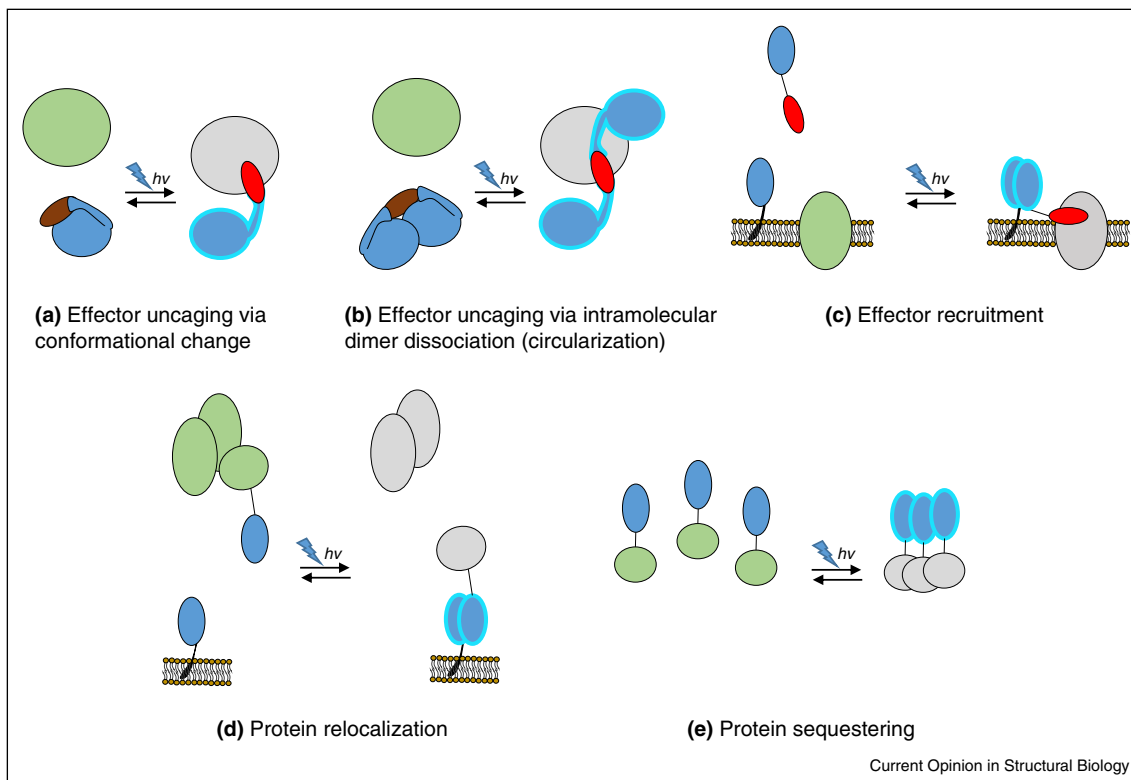 hv
hv
hv
(a) Effector uncaging via
conformational change
(b) Effector uncaging via intramolecular
dimer dissociation (circularization)
(c) Effector recruitment
hv
hv
(d) Protein relocalization
(e) Protein sequestering
Current Opinion in Structural Biology